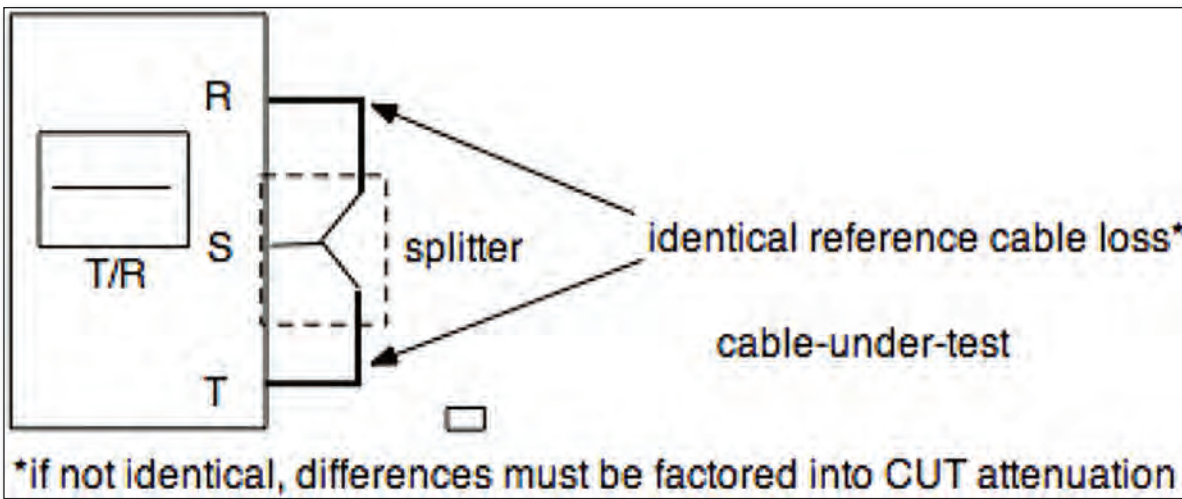 R
S
T/R
splitter
identical reference cable loss*
cable-under-test
T
*if not identical, differences must be factored into CUT attenuation